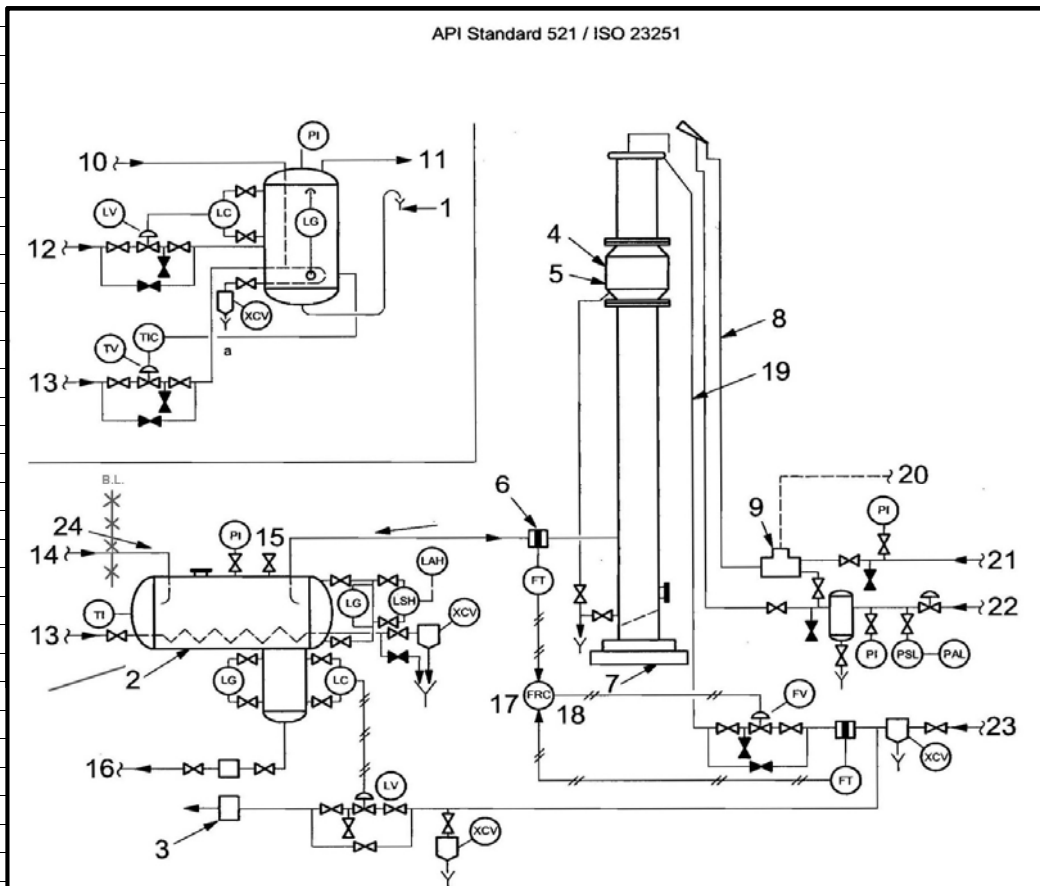 API Standard 521 / ISO 23251
PI
10
11
LV
LC
LG
1
12
XCV
a
TV
TIC
13
4
5
8
19
B.L.
24
14
PI
15
6
LAH
TI
LG
LSH
XCV
13
FT
2
LG
LC
7
17
FRC
18
9
20
PI
21
22
PI
PSL
PAL
FV
23
FT
XCV
16
LV
3
XCV